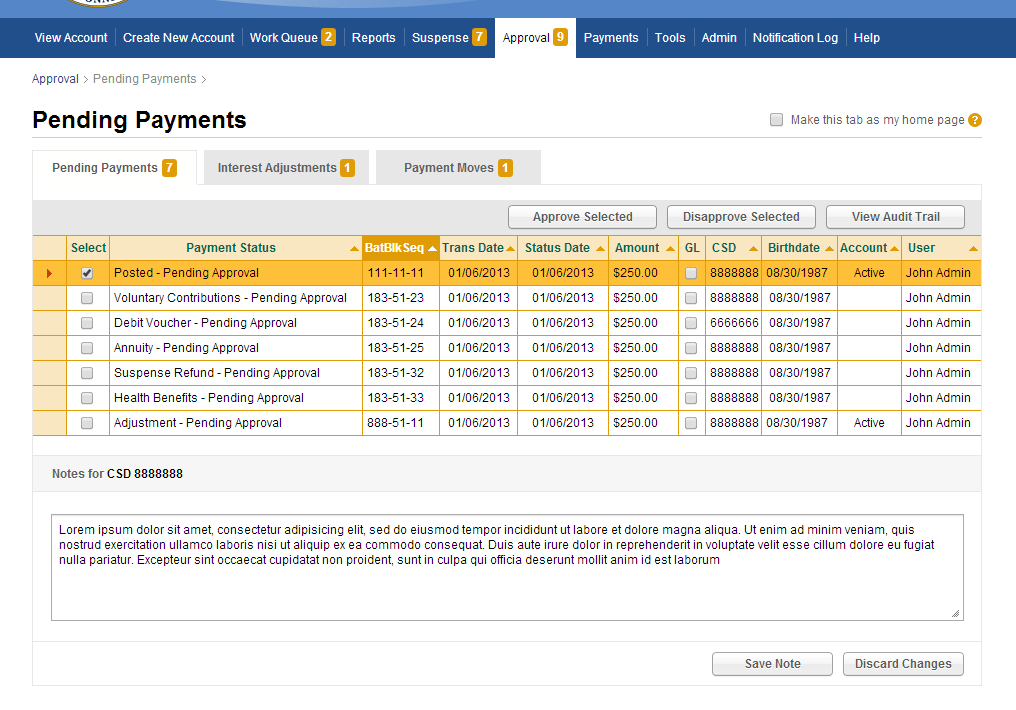 View Account Create New Account Work Queue 2 Reports Suspense 7 Approval 9 Payments Tools Admin Notification Log Help
Approval > Pending Payments >
Pending Payments
Make this tab as my home page ?
Pending Payments 7 Interest Adjustments 1 Payment Moves 1
Approve Selected Disapprove Selected View Audit Trail
Select Payment Status BatBlkSeq Trans Date Status Date Amount GL CSD Birthdate Account User
Posted - Pending Approval 111-11-11 01/06/2013 01/06/2013 $250.00 8888888 08/30/1987 Active John Admin
Voluntary Contributions - Pending Approval 183-51-23 01/06/2013 01/06/2013 $250.00 8888888 08/30/1987 John Admin
Debit Voucher - Pending Approval 183-51-24 01/06/2013 01/06/2013 $250.00 6666666 08/30/1987 John Admin
Annuity - Pending Approval 183-51-25 01/06/2013 01/06/2013 $250.00 8888888 08/30/1987 John Admin
Suspense Refund - Pending Approval 183-51-32 01/06/2013 01/06/2013 $250.00 8888888 08/30/1987 John Admin
Health Benefits - Pending Approval 183-51-33 01/06/2013 01/06/2013 $250.00 8888888 08/30/1987 John Admin
Adjustment - Pending Approval 888-51-11 01/06/2013 01/06/2013 $250.00 8888888 08/30/1987 Active John Admin
Notes for CSD 8888888
Lorem ipsum dolor sit amet, consectetur adipisicing elit, sed do eiusmod tempor incididunt ut labore et dolore magna aliqua. Ut enim ad minim veniam, quis
nostrud exercitation ullamco laboris nisi ut aliquip ex ea commodo consequat. Duis aute irure dolor in reprehenderit in voluptate velit esse cillum dolore eu fugiat
nulla pariatur. Excepteur sint occaecat cupidatat non proident, sunt in culpa qui officia deserunt mollit anim id est laborum
Save Note Discard Changes